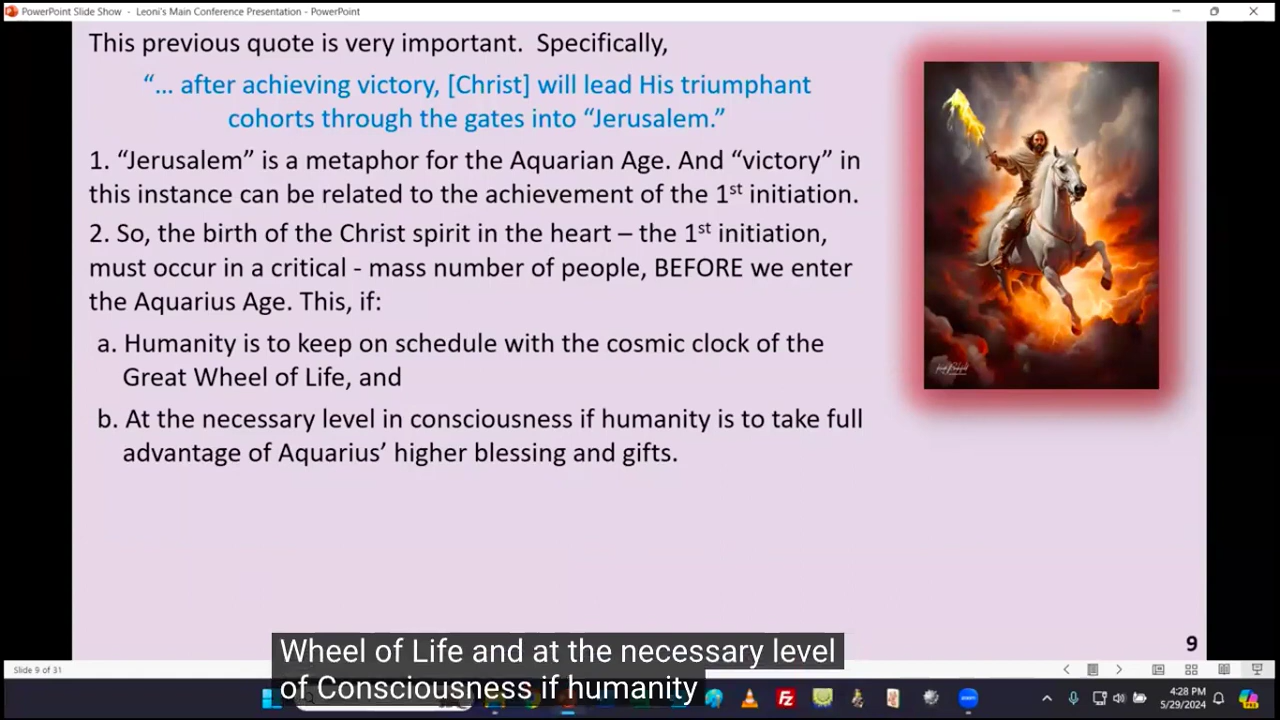 PowerPoint Slide Show - Leoni's Main Conference Presentation - PowerPoint
This previous quote is very important. Specifically,
“… after achieving victory, [Christ] will lead His triumphant
cohorts through the gates into “Jerusalem.”
1. “Jerusalem” is a metaphor for the Aquarian Age. And “victory” in
this instance can be related to the achievement of the 1st initiation.
2. So, the birth of the Christ spirit in the heart – the 1st initiation,
must occur in a critical - mass number of people, BEFORE we enter
the Aquarius Age. This, if:
a. Humanity is to keep on schedule with the cosmic clock of the
Great Wheel of Life, and
b. At the necessary level in consciousness if humanity is to take full
advantage of Aquarius’ higher blessing and gifts.
9
Wheel of Life and at the necessary level
of Consciousness if humanity
Slide 9 of 31
4:28 PM
5/29/2024